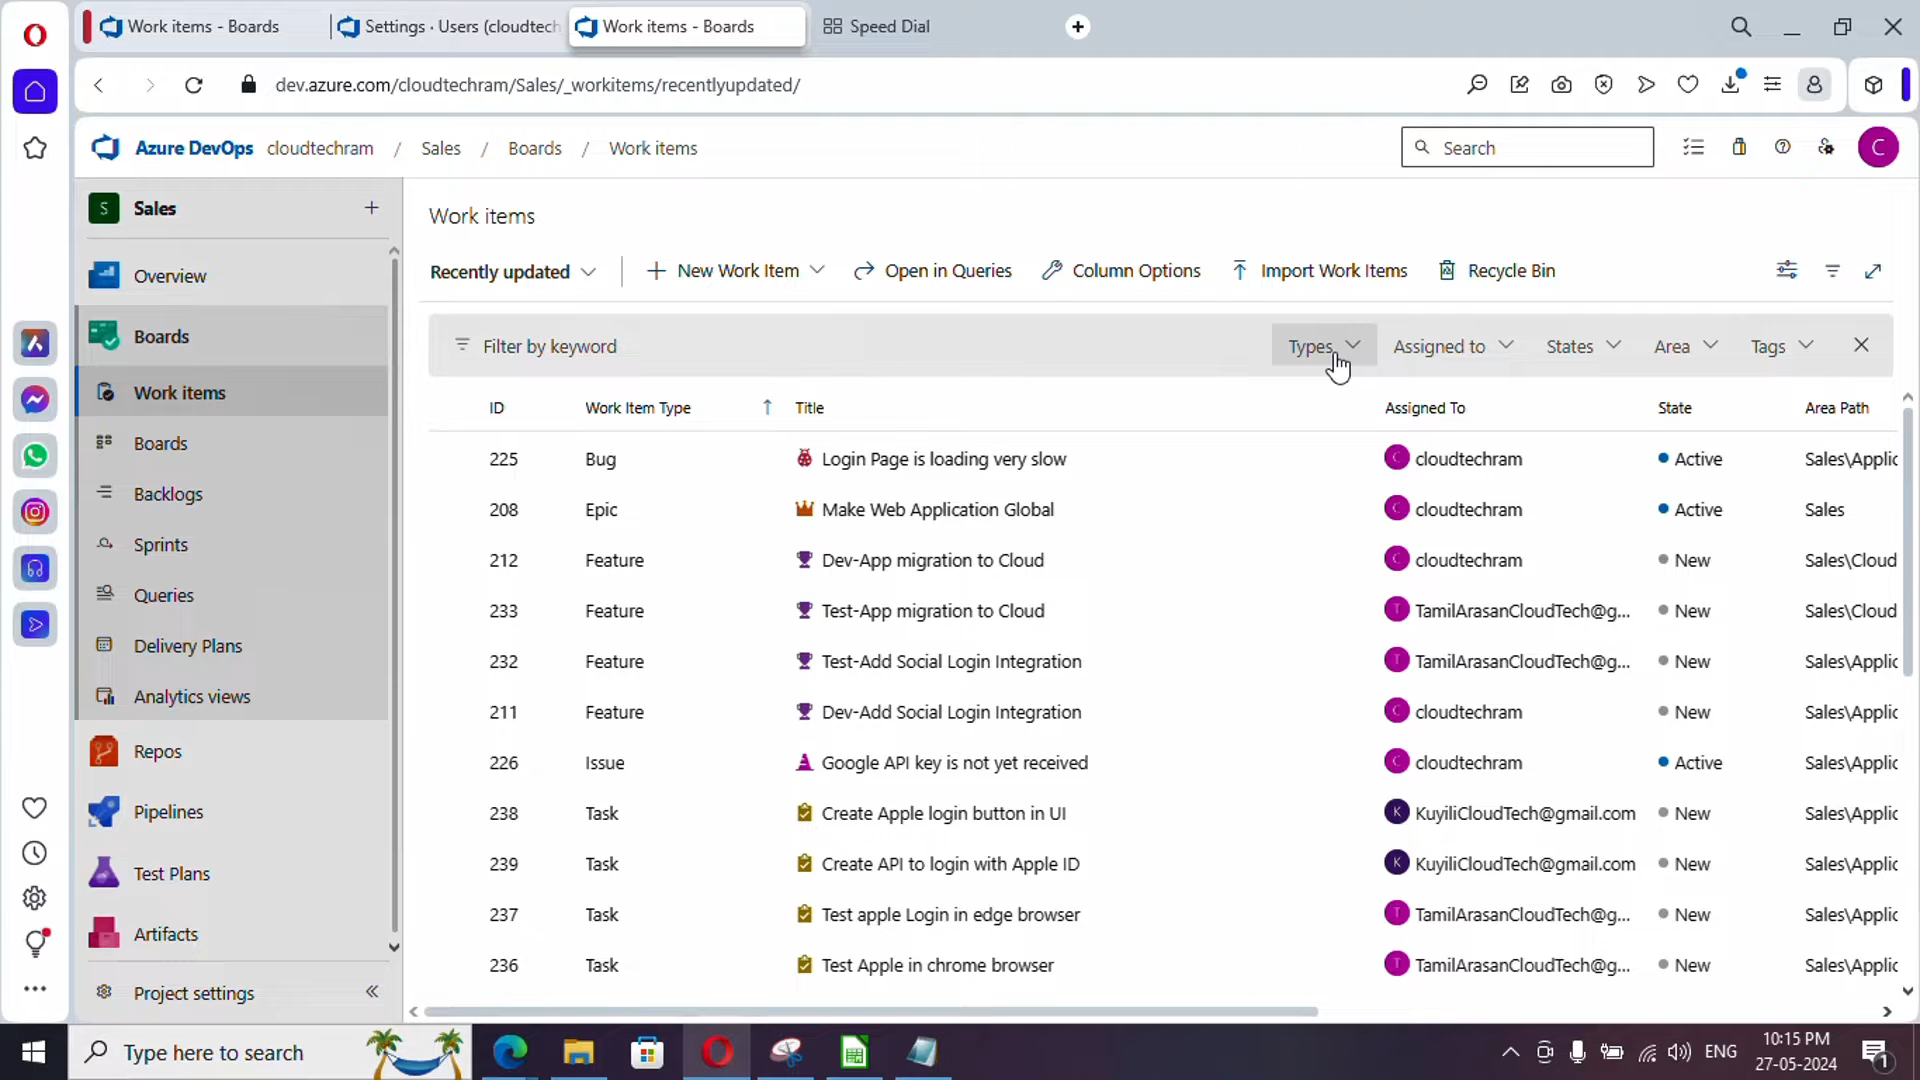 Work items - Boards
Settings · Users (cloudtech
Work items - Boards
Speed Dial
dev.azure.com/cloudtechram/Sales/_workitems/recentlyupdated/
Azure DevOps cloudtechram / Sales / Boards / Work items
Search
C
S Sales
Overview
Boards
Work items
Boards
Backlogs
Sprints
Queries
Delivery Plans
Analytics views
Repos
Pipelines
Test Plans
Artifacts
Project settings
Work items
Recently updated New Work Item Open in Queries Column Options Import Work Items Recycle Bin
Filter by keyword Types Assigned to States Area Tags
ID Work Item Type Title Assigned To State Area Path
225 Bug Login Page is loading very slow C cloudtechram Active Sales\Applic
208 Epic Make Web Application Global C cloudtechram Active Sales
212 Feature Dev-App migration to Cloud C cloudtechram New Sales\Cloud
233 Feature Test-App migration to Cloud T TamilArasanCloudTech@g... New Sales\Cloud
232 Feature Test-Add Social Login Integration T TamilArasanCloudTech@g... New Sales\Applic
211 Feature Dev-Add Social Login Integration C cloudtechram New Sales\Applic
226 Issue Google API key is not yet received C cloudtechram Active Sales\Applic
238 Task Create Apple login button in UI K KuyiliCloudTech@gmail.com New Sales\Applic
239 Task Create API to login with Apple ID K KuyiliCloudTech@gmail.com New Sales\Applic
237 Task Test apple Login in edge browser T TamilArasanCloudTech@g... New Sales\Applic
236 Task Test Apple in chrome browser T TamilArasanCloudTech@g... New Sales\Applic
Type here to search
ENG
10:15 PM
27-05-2024
1